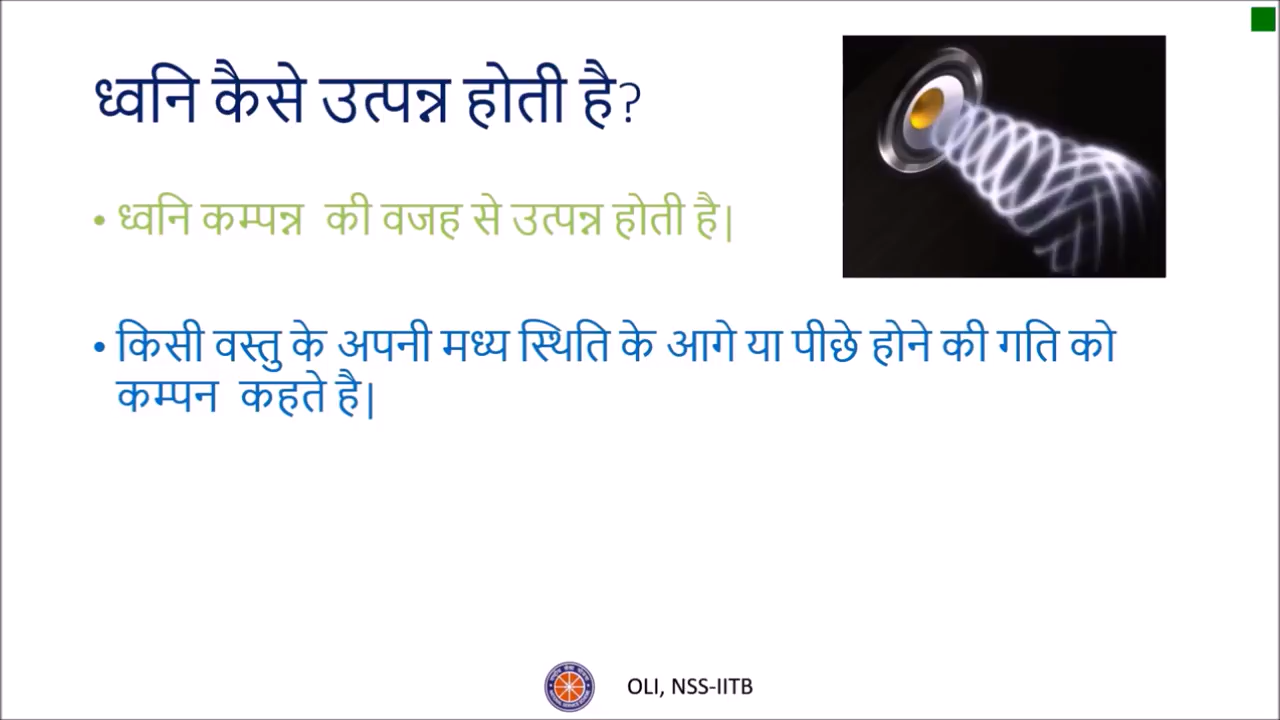 ध्वनि कैसे उत्पन्न होती है?
• ध्वनि कम्पन्न की वजह से उत्पन्न होती है|
• किसी वस्तु के अपनी मध्य स्थिति के आगे या पीछे होने की गति को
कम्पन कहते है|
OLI, NSS-IITB